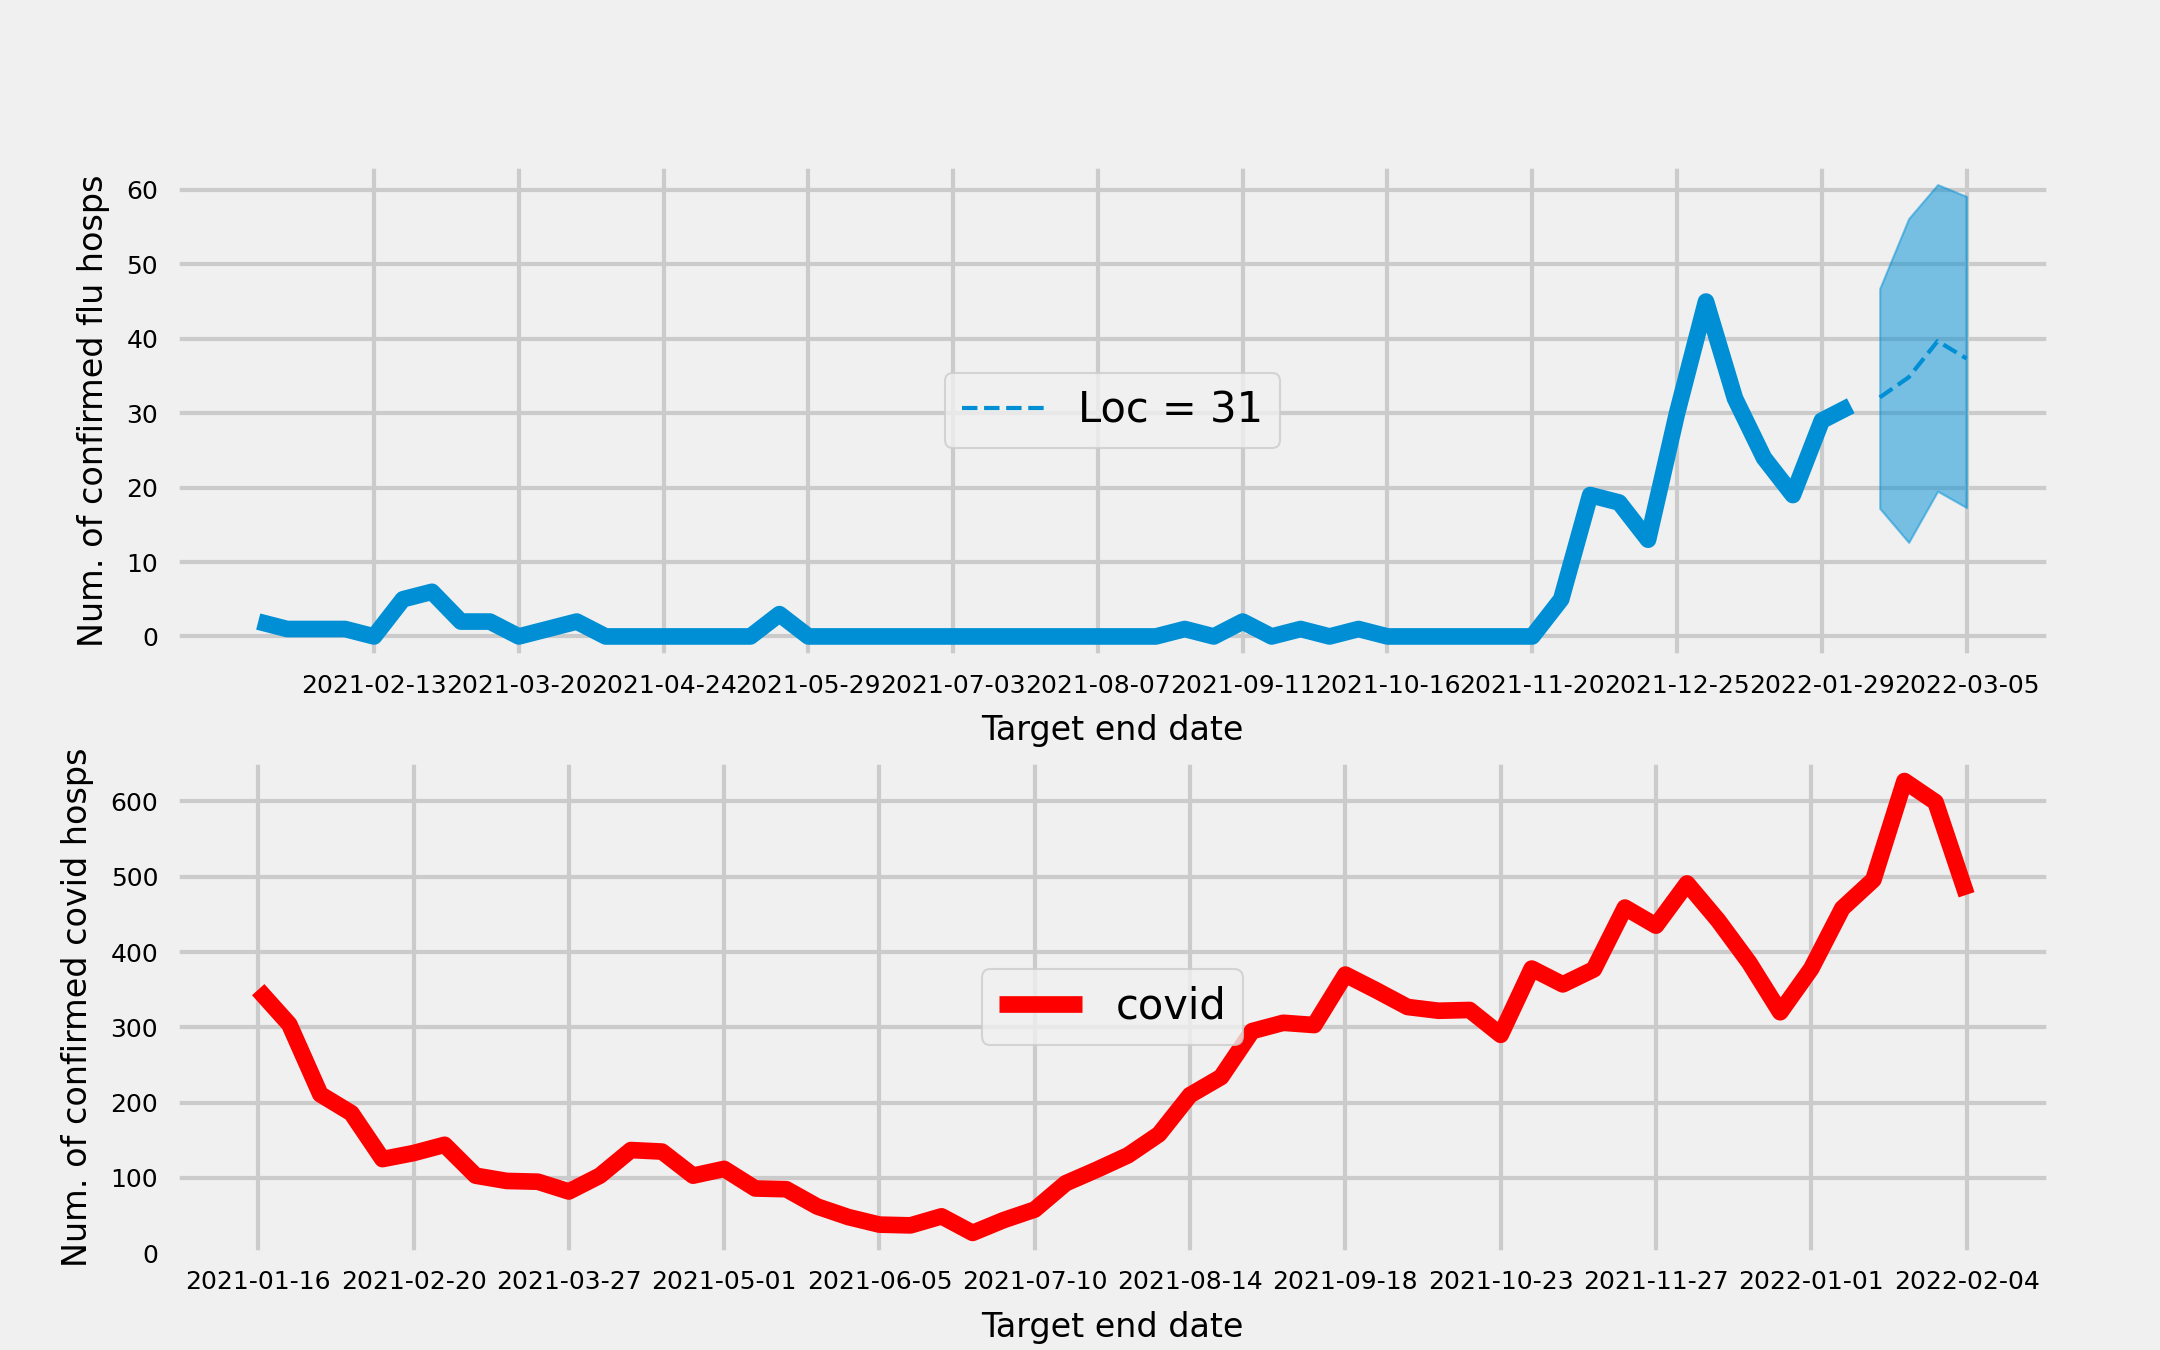 Num. of confirmed flu hosps
60
50
40
30
20
10
0
Loc = 31
2021-02-13 2021-03-20 2021-04-24 2021-05-29 2021-07-03 2021-08-07 2021-09-11 2021-10-16 2021-11-20 2021-12-25 2022-01-29 2022-03-05
Target end date
Num. of confirmed covid hosps
600
500
400
300
200
100
0
covid
2021-01-16 2021-02-20 2021-03-27 2021-05-01 2021-06-05 2021-07-10 2021-08-14 2021-09-18 2021-10-23 2021-11-27 2022-01-01 2022-02-04
Target end date